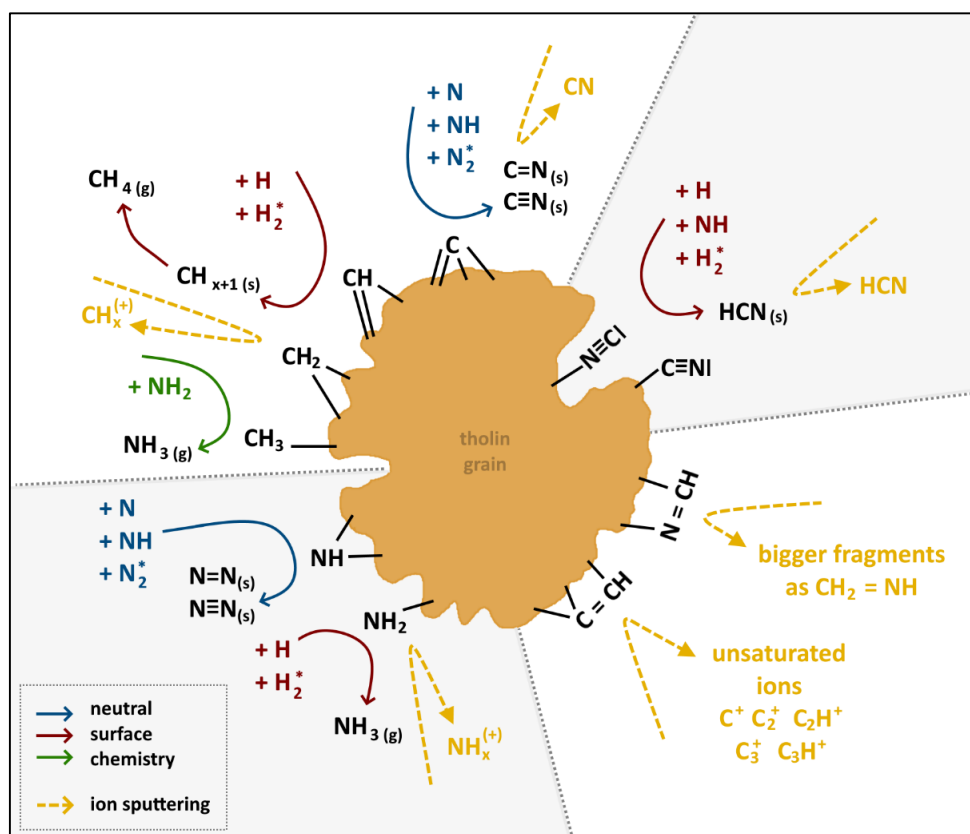 + N
+ NH
+ N₂*
CN
C=N (s)
C≡N (s)
CH₄ (g)
+ H
+ H₂*
CHₓ₊₁ (s)
CHₓ⁽⁺⁾
+ NH₂
NH₃ (g)
C
CH
CH₂
CH₃
+ H
+ NH
+ H₂*
HCN (s)
HCN
N≡CI
C≡NI
tholin
grain
N=CH
bigger fragments
as CH₂ = NH
C=CH
unsaturated
ions
C⁺ C₂⁺ C₂H⁺
C₃⁺ C₃H⁺
+ N
+ NH
+ N₂*
N=N(s)
N≡N(s)
NH
NH₂
+ H
+ H₂*
NH₃ (g)
NHₓ⁽⁺⁾
neutral
surface
chemistry
ion sputtering